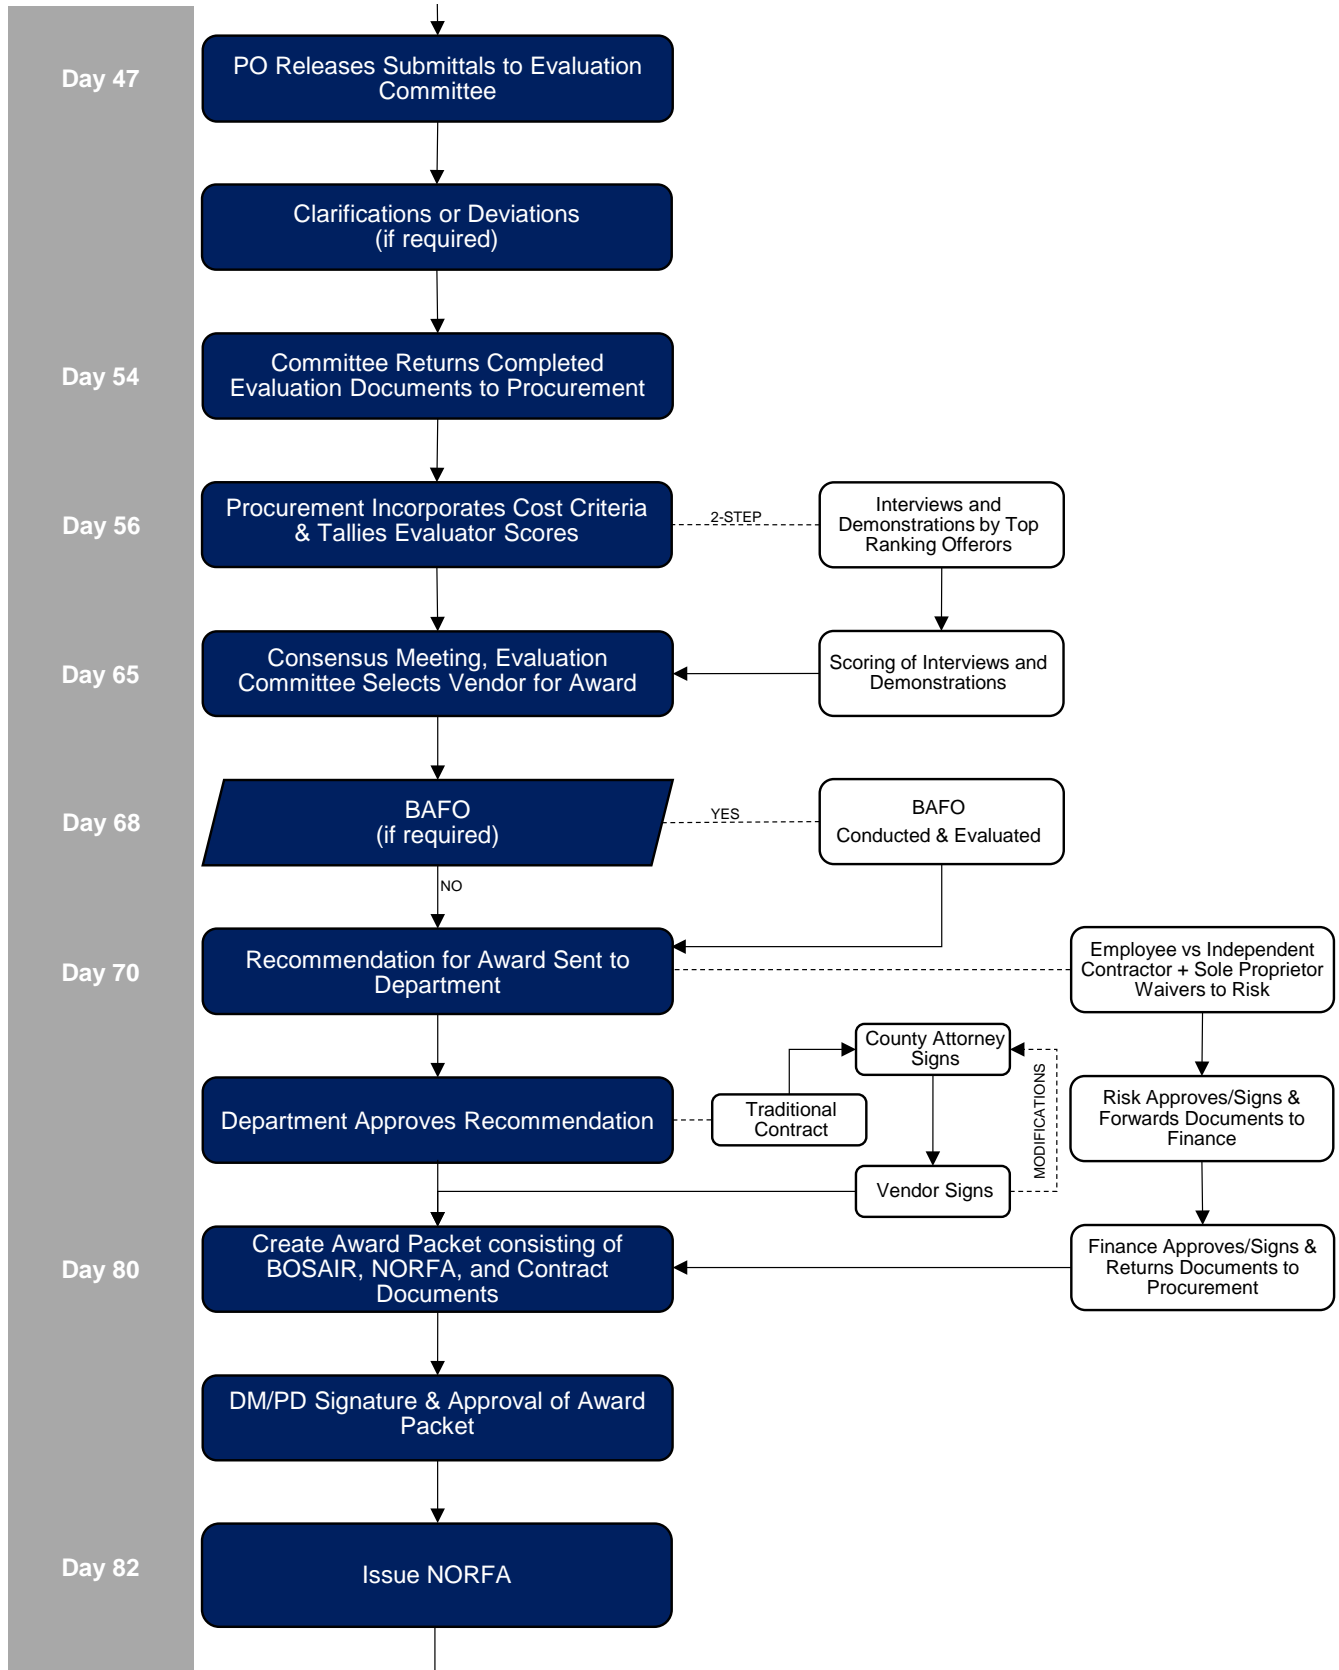 Day 47
PO Releases Submittals to Evaluation
Committee
Clarifications or Deviations
(if required)
Day 54
Committee Returns Completed
Evaluation Documents to Procurement
Day 56
Procurement Incorporates Cost Criteria
& Tallies Evaluator Scores
2-STEP
Interviews and
Demonstrations by Top
Ranking Offerors
Day 65
Consensus Meeting, Evaluation
Committee Selects Vendor for Award
Scoring of Interviews and
Demonstrations
Day 68
BAFO
(if required)
YES
BAFO
Conducted & Evaluated
NO
Day 70
Recommendation for Award Sent to
Department
Employee vs Independent
Contractor + Sole Proprietor
Waivers to Risk
County Attorney
Signs
MODIFICATIONS
Department Approves Recommendation
Traditional
Contract
Risk Approves/Signs &
Forwards Documents to
Finance
Vendor Signs
Day 80
Create Award Packet consisting of
BOSAIR, NORFA, and Contract
Documents
Finance Approves/Signs &
Returns Documents to
Procurement
DM/PD Signature & Approval of Award
Packet
Day 82
Issue NORFA